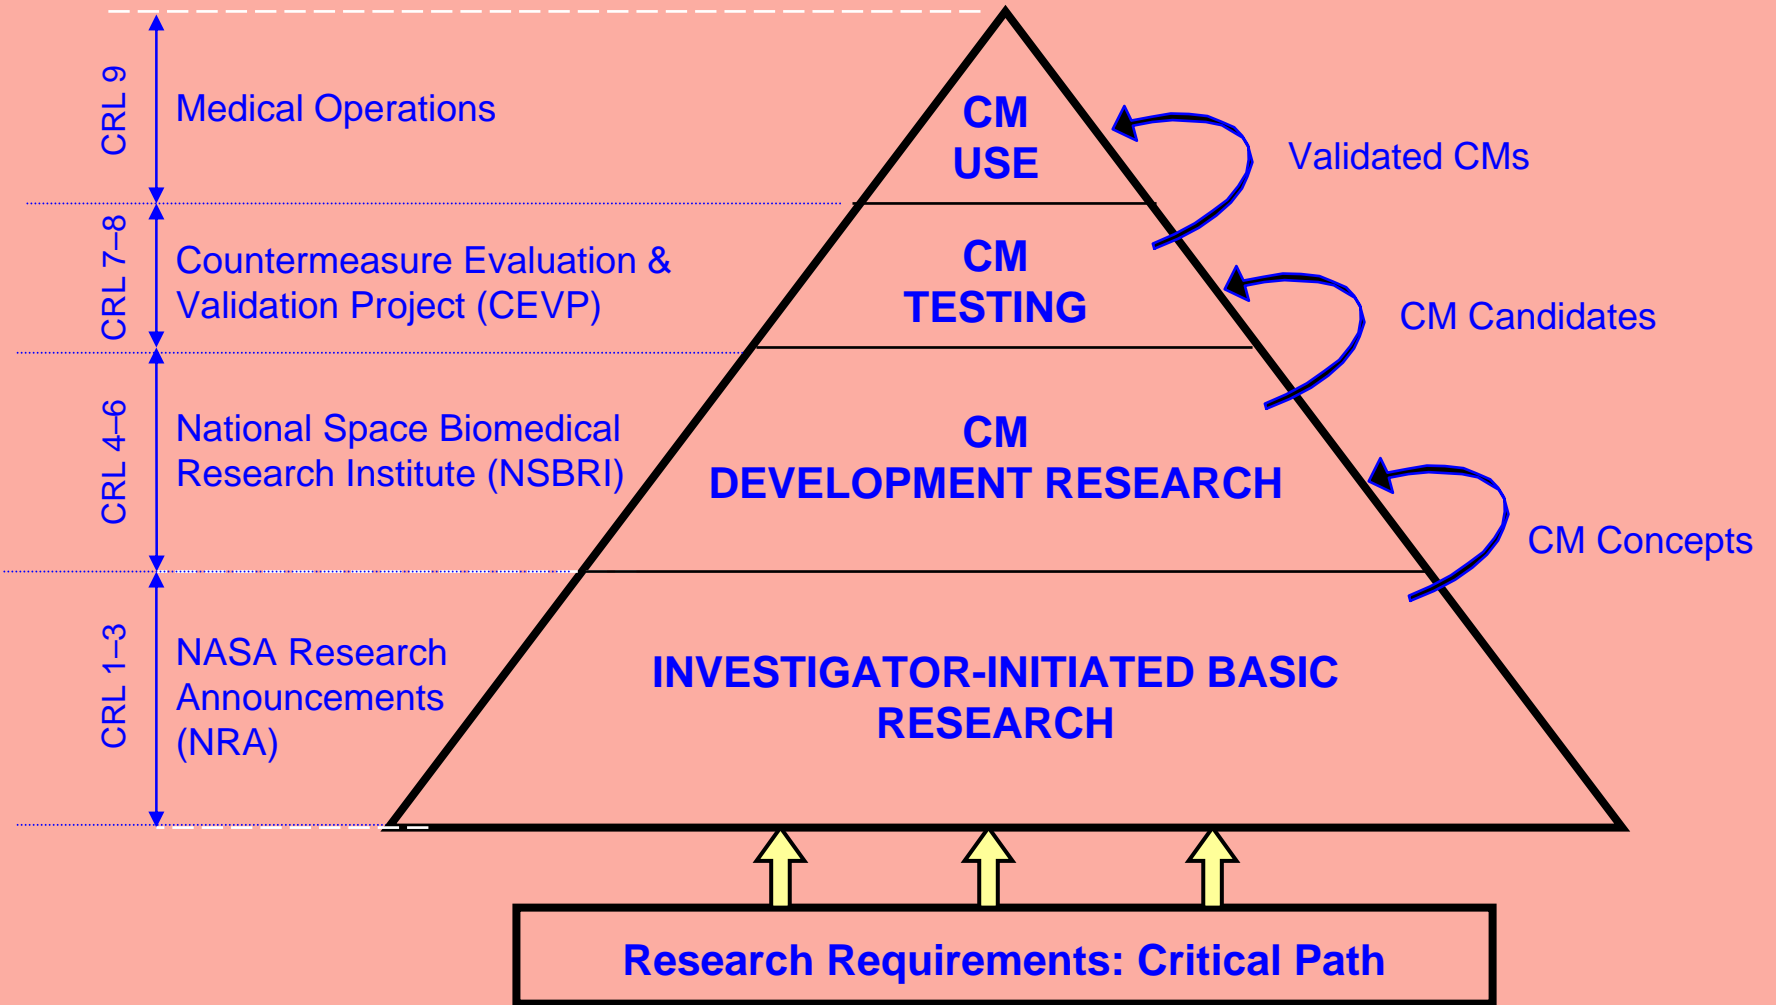 CRL 9
Medical Operations
CM
USE
Validated CMs
CRL 7–8
Countermeasure Evaluation &
Validation Project (CEVP)
CM
TESTING
CM Candidates
CRL 4–6
National Space Biomedical
Research Institute (NSBRI)
CM
DEVELOPMENT RESEARCH
CM Concepts
CRL 1–3
NASA Research
Announcements
(NRA)
INVESTIGATOR-INITIATED BASIC
RESEARCH
Research Requirements: Critical Path